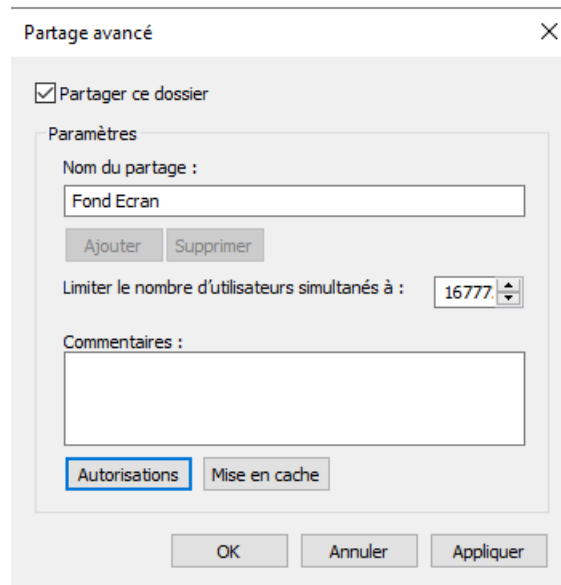 Partage avancé
Partager ce dossier
Paramètres
Nom du partage :
Fond Ecran
Ajouter Supprimer
Limiter le nombre d'utilisateurs simultanés à : 16777
Commentaires :
Autorisations Mise en cache
OK Annuler Appliquer